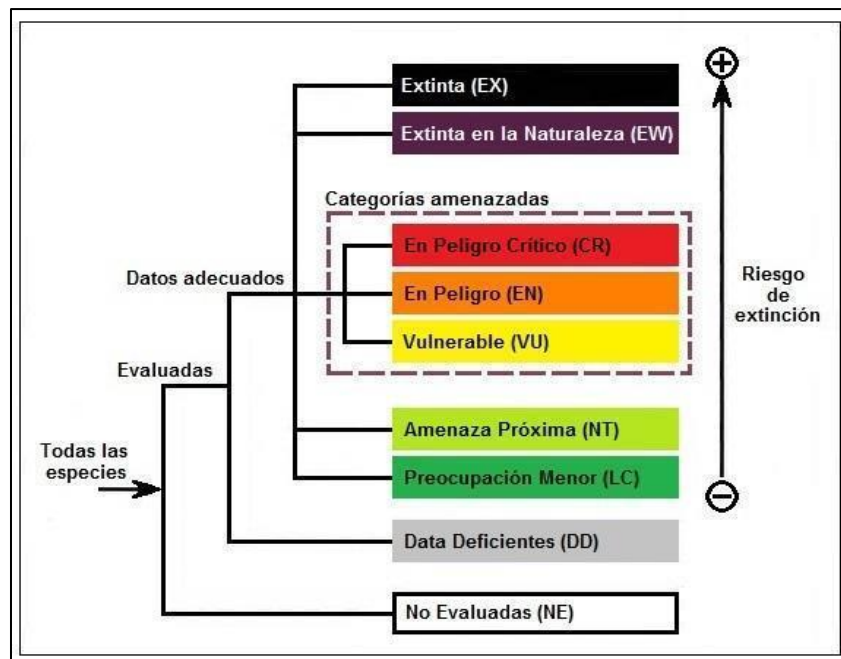 Extinta (EX)
Extinta en la Naturaleza (EW)
Categorías amenazadas
En Peligro Crítico (CR)
Datos adecuados
En Peligro (EN)
Riesgo
de
extinción
Vulnerable (VU)
Evaluadas
Amenaza Próxima (NT)
Todas las
especies
Preocupación Menor (LC)
Data Deficientes (DD)
No Evaluadas (NE)